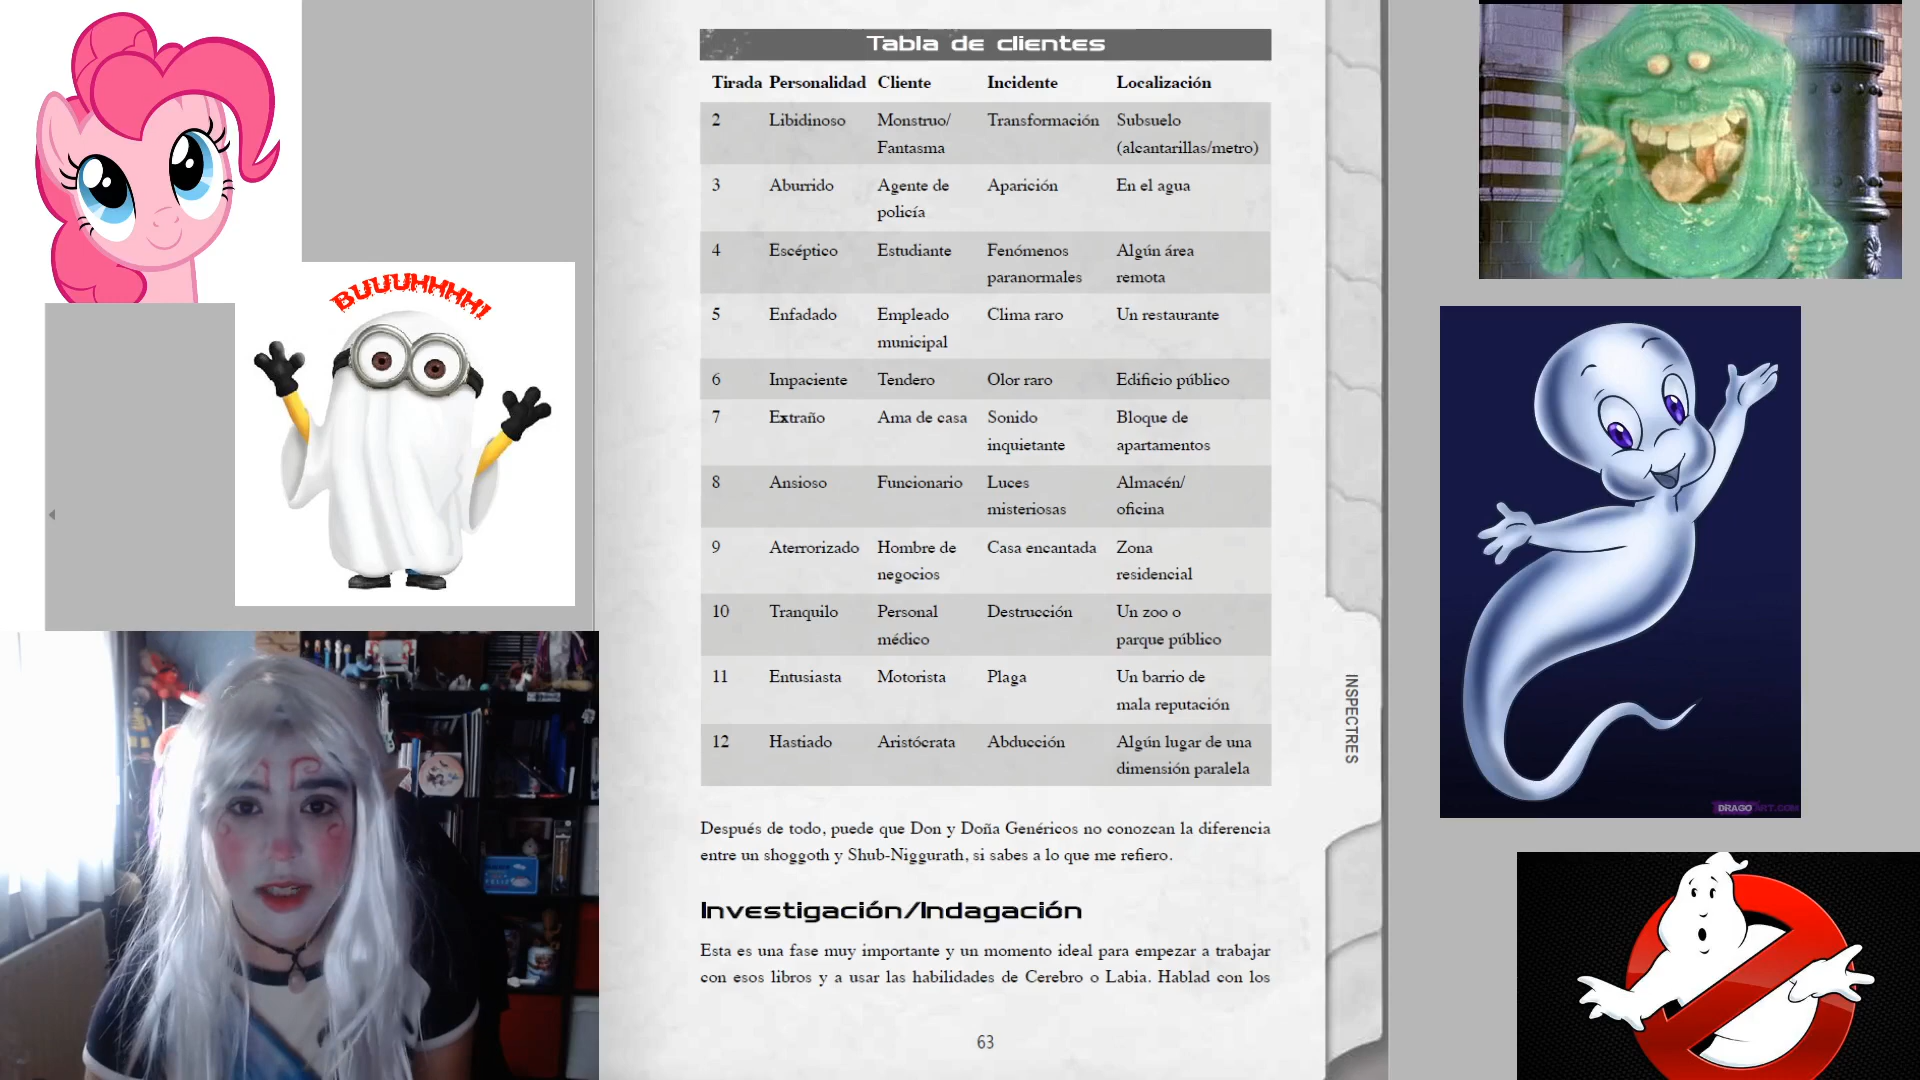 BUUUHHHH!
Tabla de clientes
Tirada Personalidad Cliente Incidente Localización
2 Libidinoso Monstruo/ Transformación Subsuelo
Fantasma (alcantarillas/metro)
3 Aburrido Agente de Aparición En el agua
policía
4 Escéptico Estudiante Fenómenos Algún área
paranormales remota
5 Enfadado Empleado Clima raro Un restaurante
municipal
6 Impaciente Tendero Olor raro Edificio público
7 Extraño Ama de casa Sonido Bloque de
inquietante apartamentos
8 Ansioso Funcionario Luces Almacén/
misteriosas oficina
9 Aterrorizado Hombre de Casa encantada Zona
negocios residencial
10 Tranquilo Personal Destrucción Un zoo o
médico parque público
11 Entusiasta Motorista Plaga Un barrio de
mala reputación
12 Hastiado Aristócrata Abducción Algún lugar de una
dimensión paralela
Después de todo, puede que Don y Doña Genéricos no conozcan la diferencia
entre un shoggoth y Shub-Niggurath, si sabes a lo que me refiero.
Investigación/Indagación
Esta es una fase muy importante y un momento ideal para empezar a trabajar
con esos libros y a usar las habilidades de Cerebro o Labia. Hablad con los
63
INSPECTRES
DRAGOART.COM